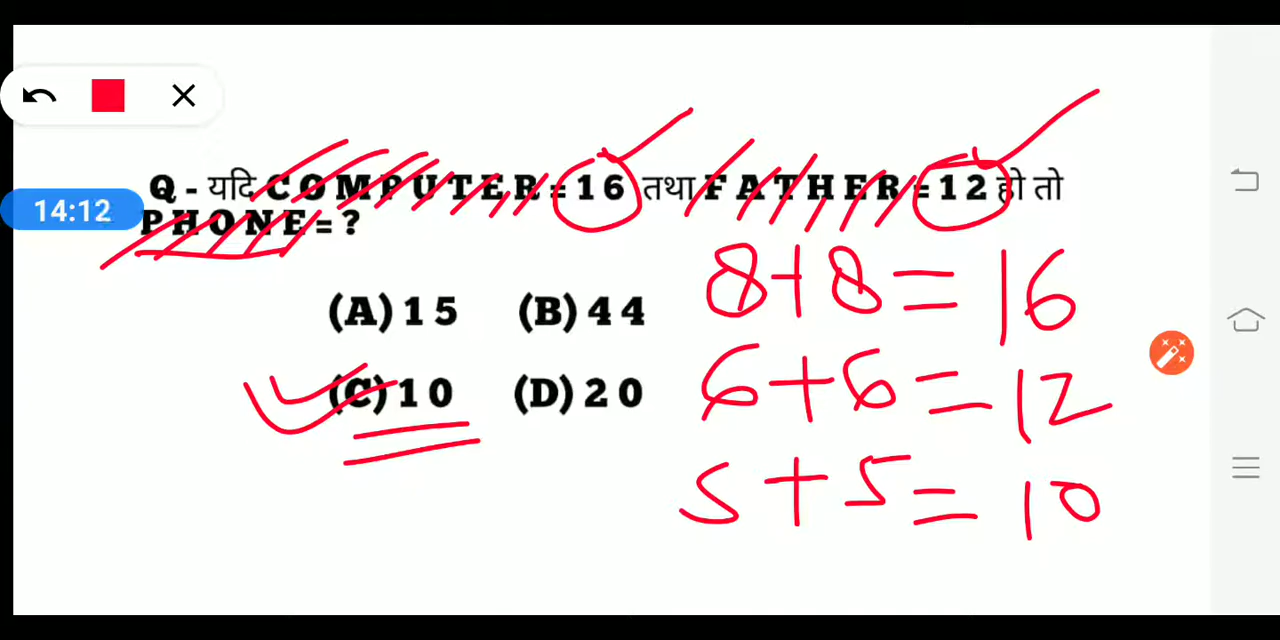 Q - यदि COMPUTER = 16 तथा FATHER = 12 हो तो
14:12
PHONE = ?
(A) 15 (B) 44
8+8=16
(C) 10 (D) 20
6+6=12
5+5=10